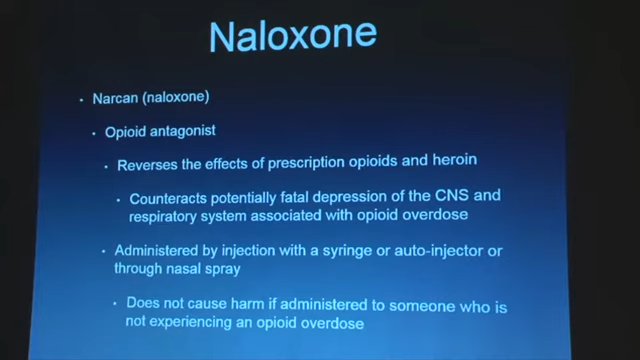 Naloxone
Narcan (naloxone)
Opioid antagonist
Reverses the effects of prescription opioids and heroin
Counteracts potentially fatal depression of the CNS and
respiratory system associated with opioid overdose
Administered by injection with a syringe or auto-injector or
through nasal spray
Does not cause harm if administered to someone who is
not experiencing an opioid overdose